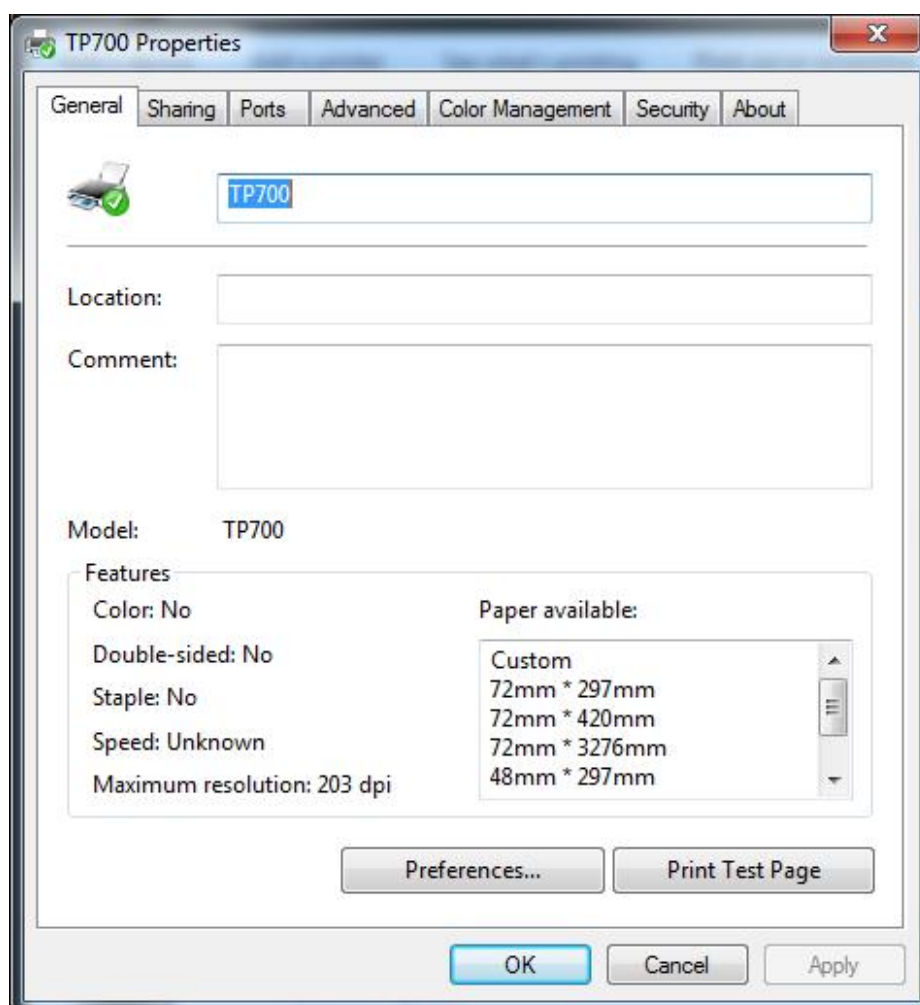 TP700 Properties
General Sharing Ports Advanced Color Management Security About
TP700
Location:
Comment:
Model: TP700
Features
Color: No
Double-sided: No
Staple: No
Speed: Unknown
Maximum resolution: 203 dpi
Paper available:
Custom
72mm * 297mm
72mm * 420mm
72mm * 3276mm
48mm * 297mm
Preferences... Print Test Page
OK Cancel Apply